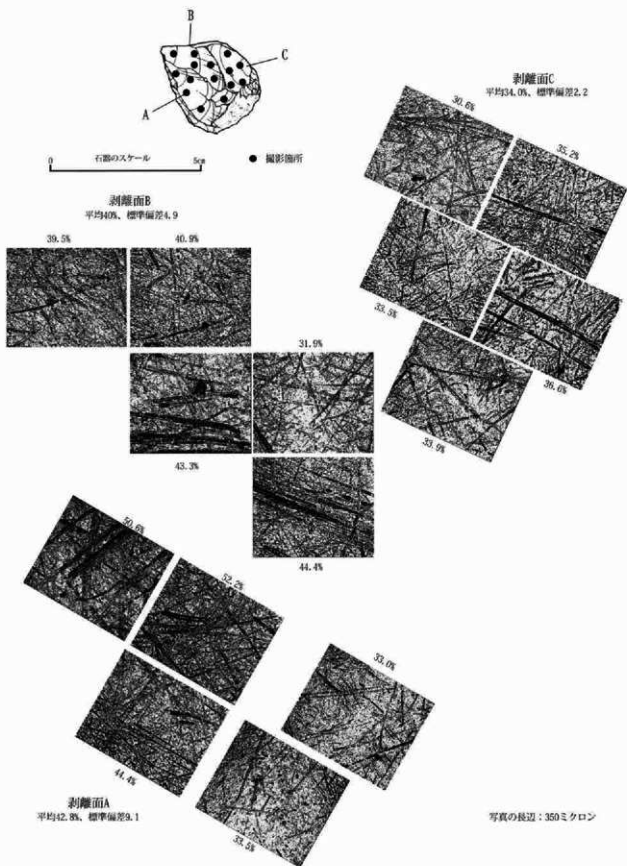 B
C
A
0 石器のスケール 5cm
● 撮影箇所
剥離面C
平均34.0%、標準偏差2.2
30.6%
35.2%
33.5%
36.6%
33.9%
剥離面B
平均40%、標準偏差4.9
39.5%
40.9%
31.9%
43.3%
44.4%
50.6%
52.2%
33.0%
44.4%
33.5%
剥離面A
平均42.8%、標準偏差9.1
写真の長辺：350ミクロン